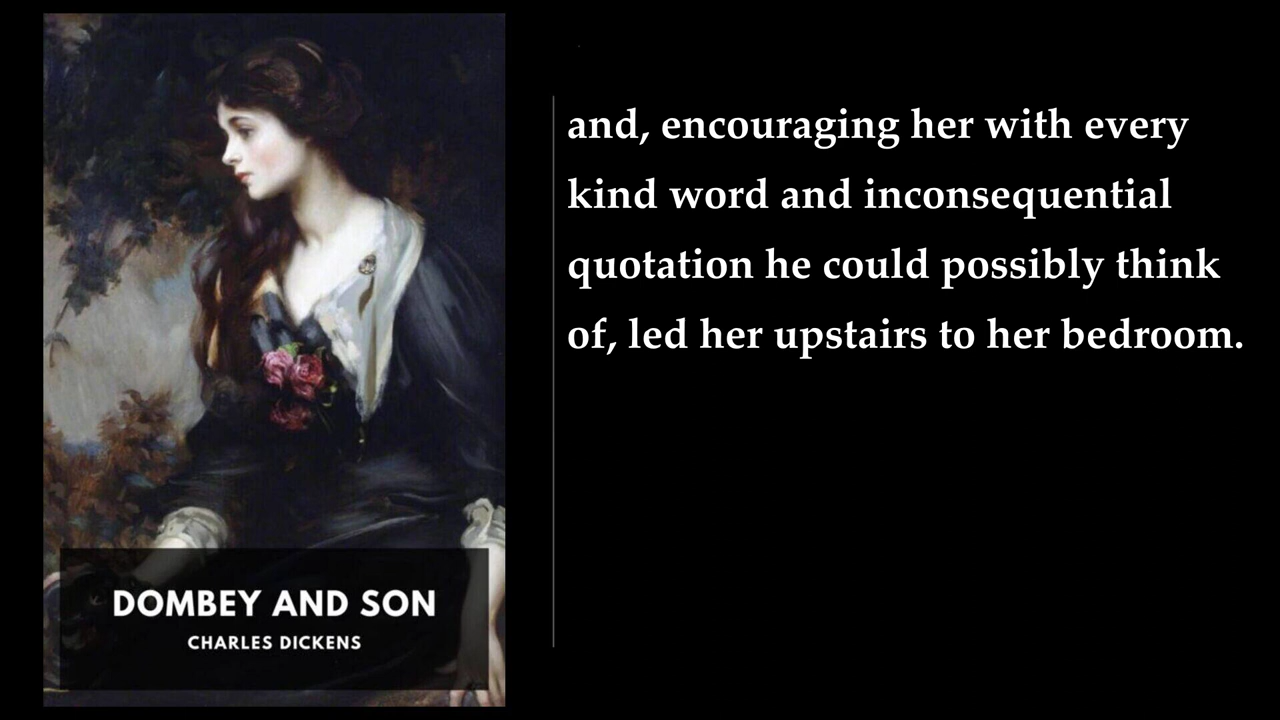 DOMBEY AND SON
CHARLES DICKENS
and, encouraging her with every
kind word and inconsequential
quotation he could possibly think
of, led her upstairs to her bedroom.